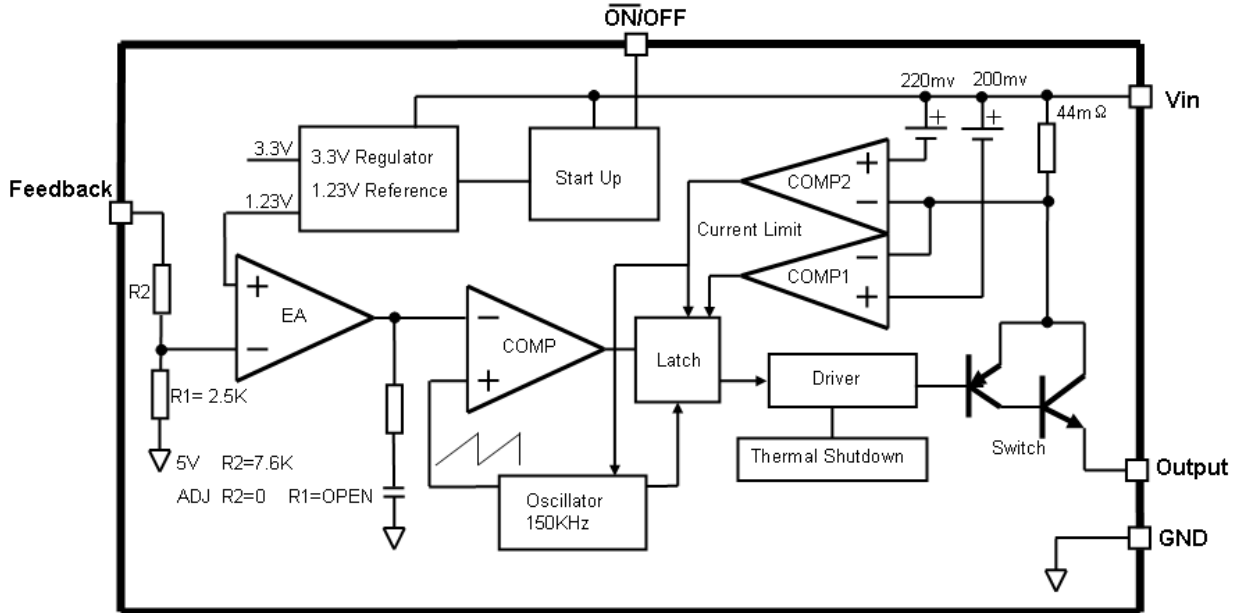 ON/OFF
220mv 200mv
Vin
44mΩ
3.3V
3.3V Regulator
1.23V Reference
Start Up
+
+
+
COMP2
−
Feedback
1.23V
Current Limit
−
COMP1
+
R2
+
EA
−
−
COMP
+
Latch
Driver
R1= 2.5K
Switch
Thermal Shutdown
5V R2=7.6K
ADJ R2=0 R1=OPEN
Oscillator
150KHz
Output
GND